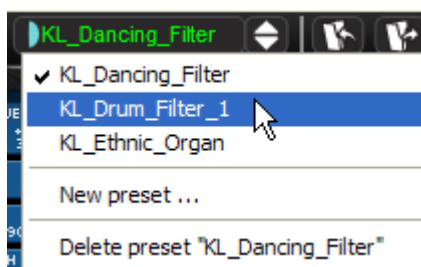 KL_Dancing_Filter
KL_Dancing_Filter
KL_Drum_Filter_1
KL_Ethnic_Organ
New preset ...
Delete preset "KL_Dancing_Filter"